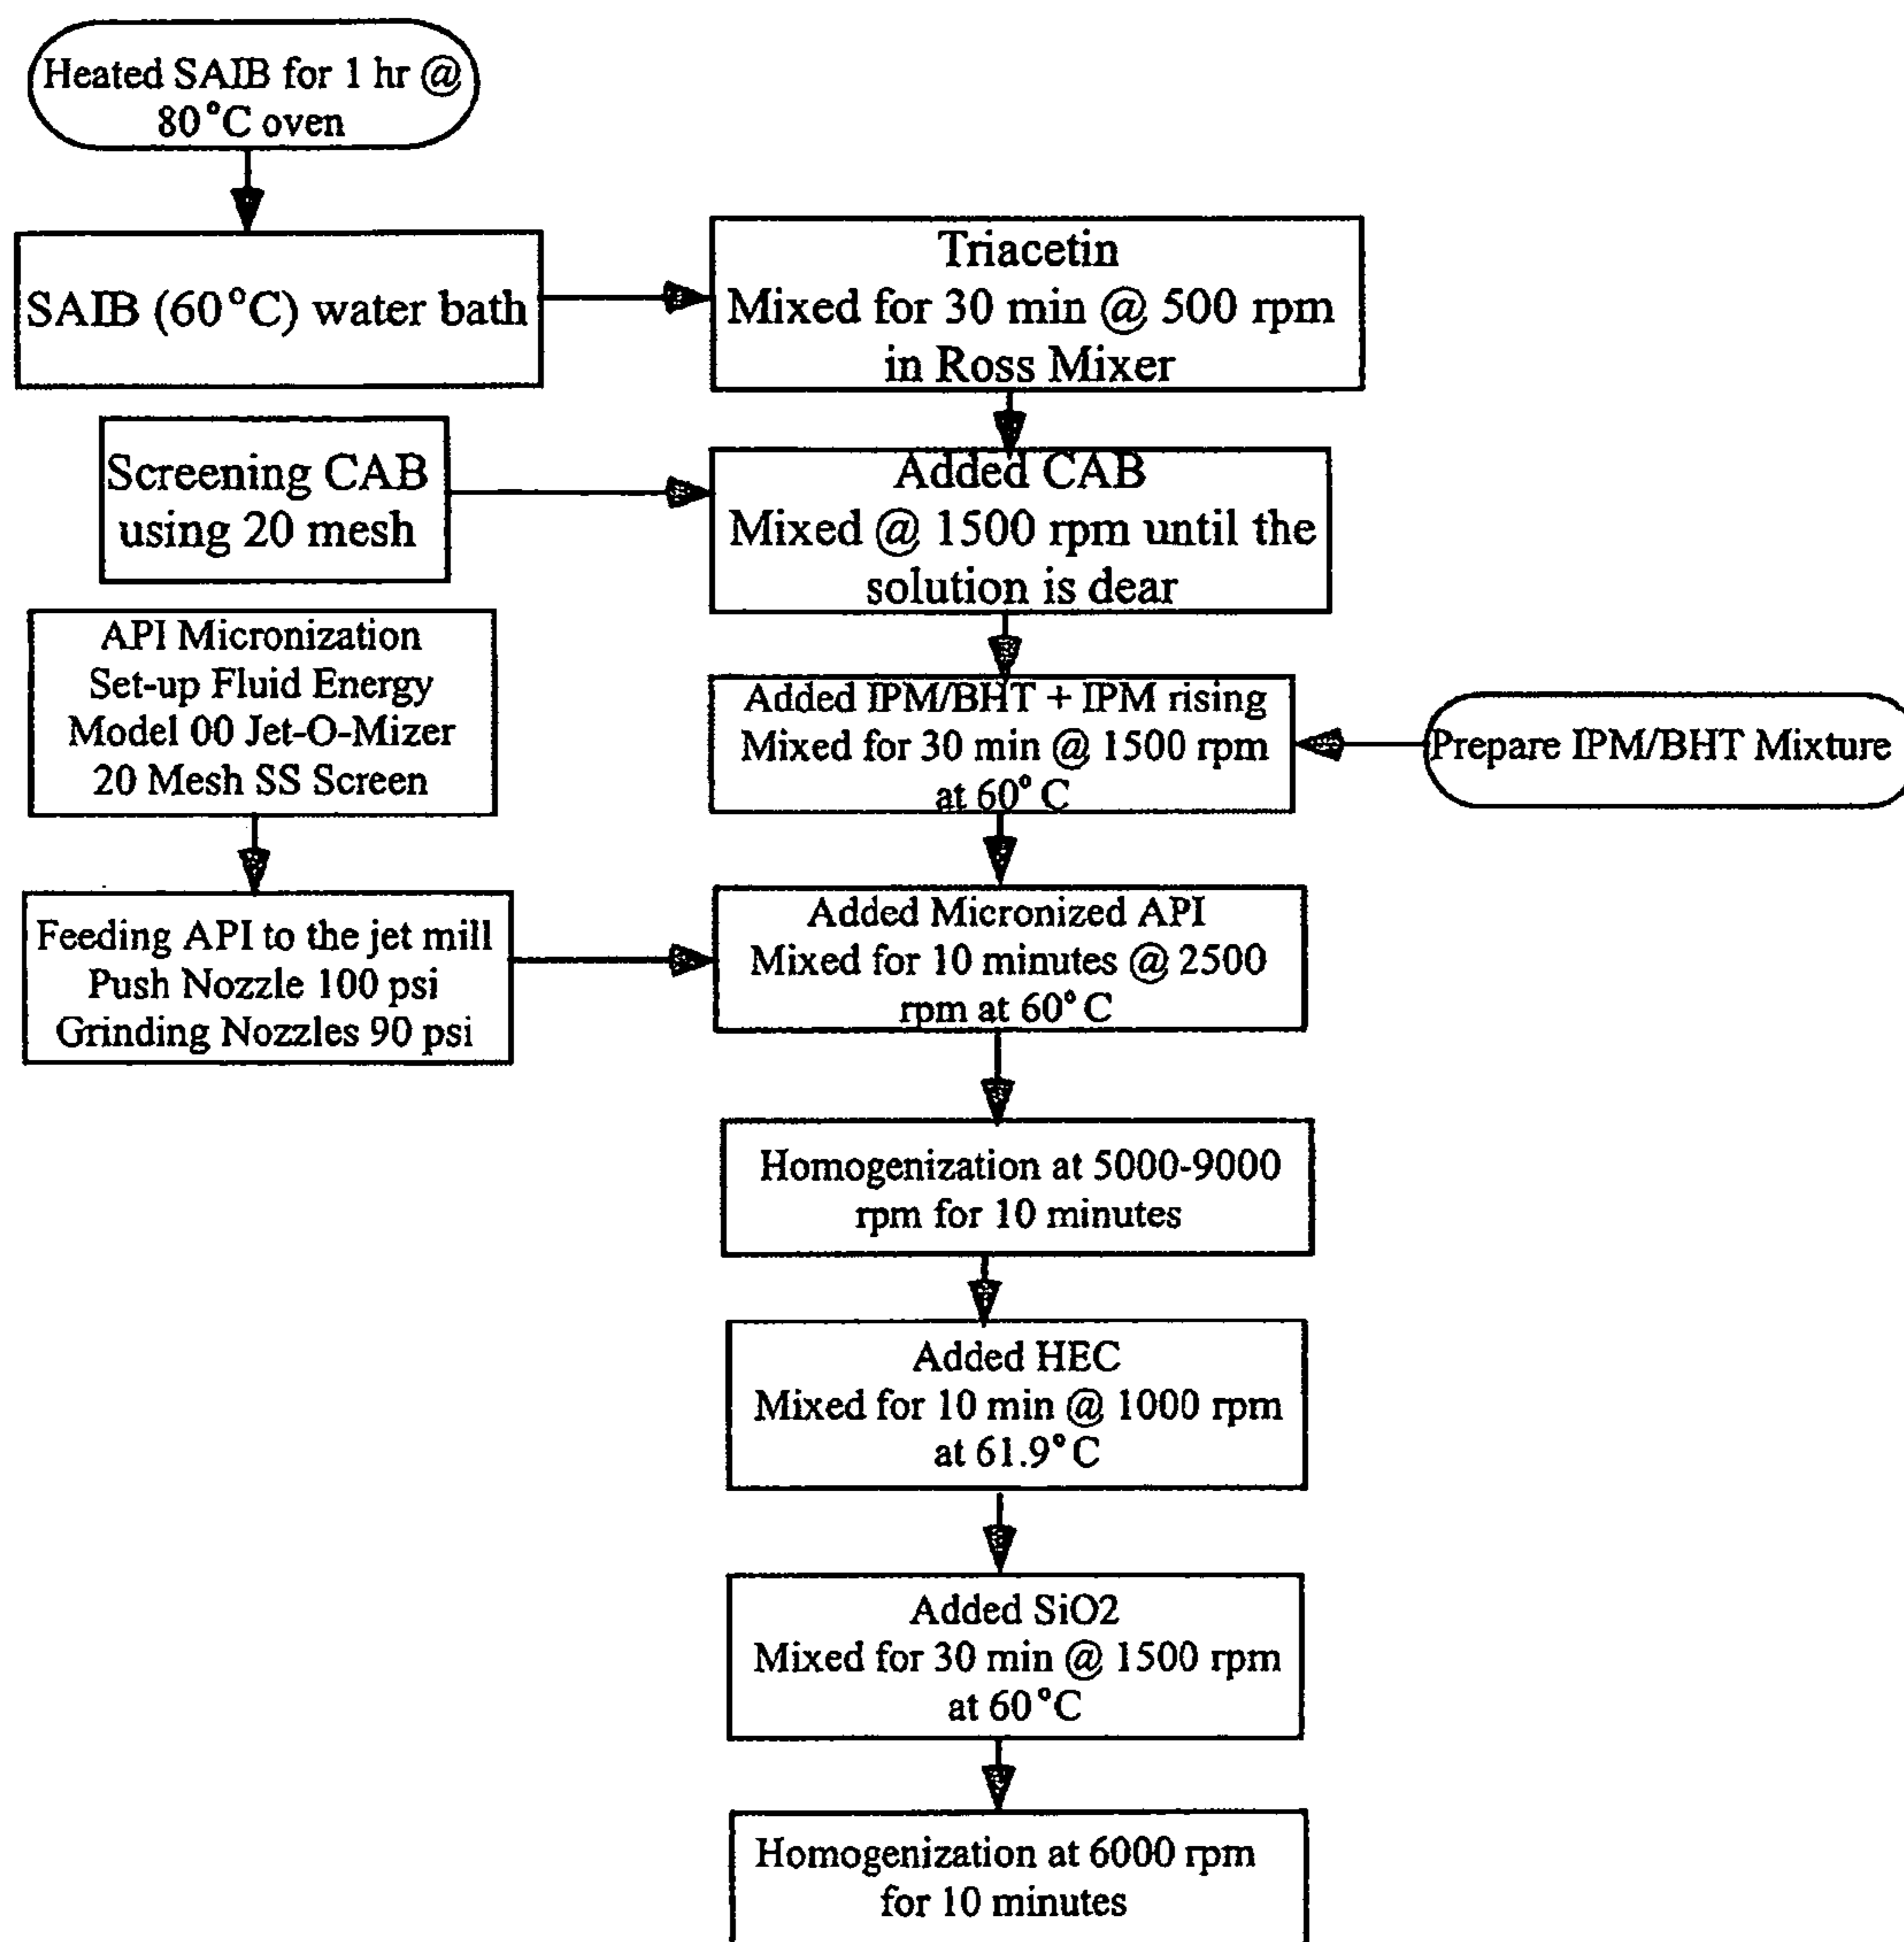 Heated SAIB for 1 hr @
80°C oven
SAIB (60°C) water bath
Triacetin
Mixed for 30 min @ 500 rpm
in Ross Mixer
Screening CAB
using 20 mesh
Added CAB
Mixed @ 1500 rpm until the
solution is dear
API Micronization
Set-up Fluid Energy
Model 00 Jet-O-Mizer
20 Mesh SS Screen
Added IPM/BHT + IPM rising
Mixed for 30 min @ 1500 rpm
at 60° C
Prepare IPM/BHT Mixture
Feeding API to the jet mill
Push Nozzle 100 psi
Grinding Nozzles 90 psi
Added Micronized API
Mixed for 10 minutes @ 2500
rpm at 60° C
Homogenization at 5000-9000
rpm for 10 minutes
Added HEC
Mixed for 10 min @ 1000 rpm
at 61.9°C
Added SiO2
Mixed for 30 min @ 1500 rpm
at 60°C
Homogenization at 6000 rpm
for 10 minutes